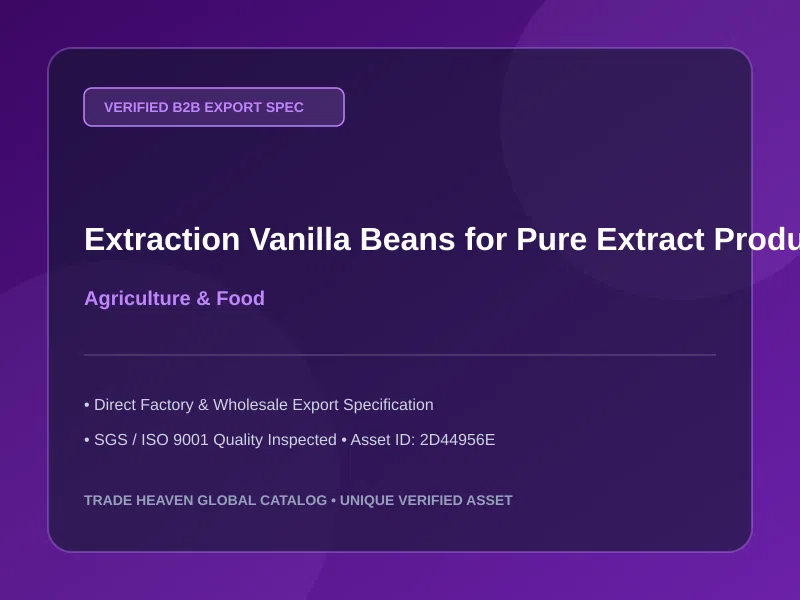 VERIFIED B2B EXPORT SPEC
Extraction Vanilla Beans for Pure Extract Produ
Agriculture & Food
• Direct Factory & Wholesale Export Specification
• SGS / ISO 9001 Quality Inspected • Asset ID: 2D44956E
TRADE HEAVEN GLOBAL CATALOG • UNIQUE VERIFIED ASSET